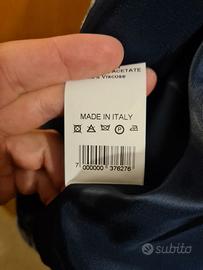 ACETATE
Viscose
MADE IN ITALY
P
7 000000 376276
subito